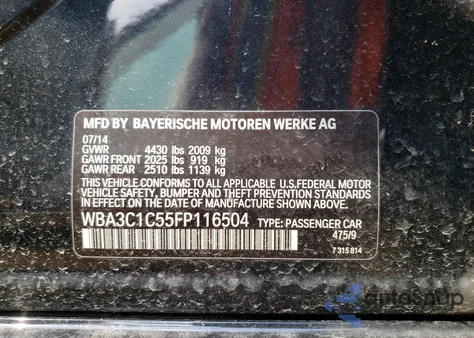 MFD BY BAYERISCHE MOTOREN WERKE AG
07/14
GVWR 4430 lbs 2009 kg
GAWR FRONT 2025 lbs 919 kg
GAWR REAR 2510 lbs 1139 kg
THIS VEHICLE CONFORMS TO ALL APPLICABLE U.S.FEDERAL MOTOR
VEHICLE SAFETY, BUMPER AND THEFT PREVENTION STANDARDS IN
EFFECT ON THE DATE OF MANUFACTURE SHOWN ABOVE.
WBA3C1C55FP116504 TYPE: PASSENGER CAR
475/9
7 315 814